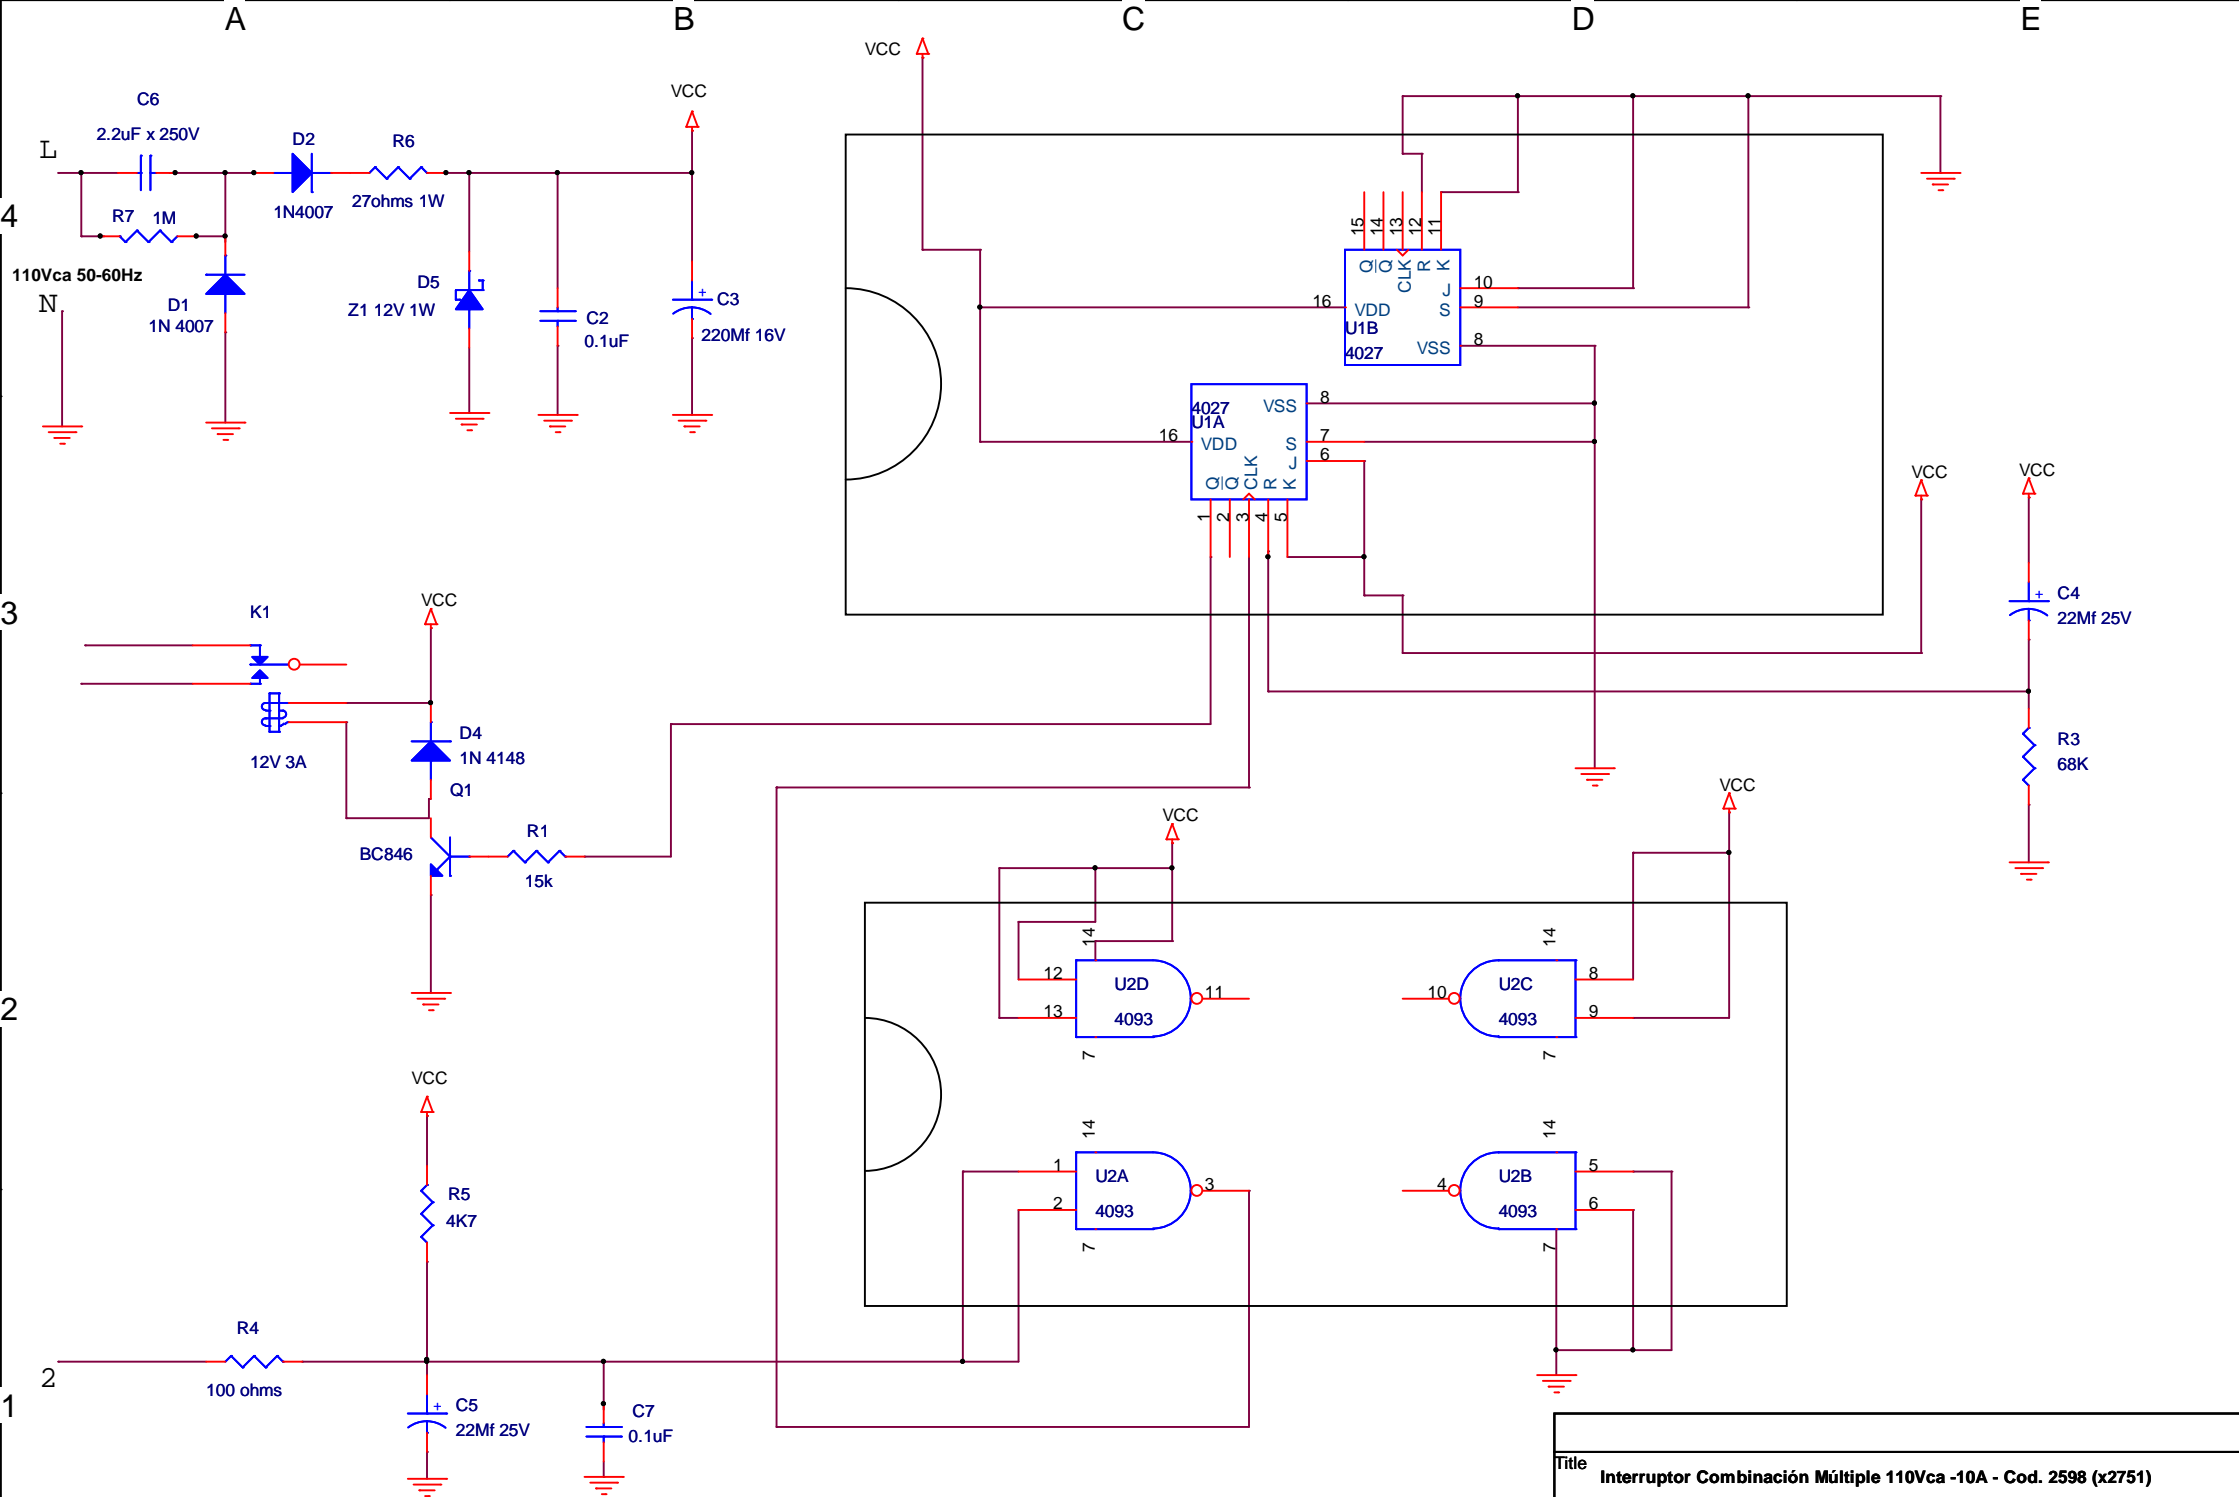 A
B
C
D
E
4
3
2
1
C6
2.2uF x 250V
L
R7 1M
110Vca 50-60Hz
N
D1
1N 4007
D2
1N4007
R6
27ohms 1W
D5
Z1 12V 1W
C2
0.1uF
VCC
+
C3
220Mf 16V
VCC
15
14
13
12
11
Q
Q
CLK
R
K
J
10
S
9
16
VDD
U1B
4027
VSS
8
4027
U1A
VSS
8
16
VDD
S
7
J
6
Q
Q
CLK
R
K
1
2
3
4
5
VCC
VCC
+
C4
22Mf 25V
R3
68K
K1
VCC
12V 3A
D4
1N 4148
Q1
BC846
R1
15k
VCC
VCC
14
12
U2D
11
13
4093
7
14
10
U2C
8
4093
9
7
14
1
U2A
3
2
4093
7
14
4
U2B
5
4093
6
7
VCC
R5
4K7
R4
100 ohms
2
+
C5
22Mf 25V
C7
0.1uF
Title
Interruptor Combinación Múltiple 110Vca -10A - Cod. 2598 (x2751)